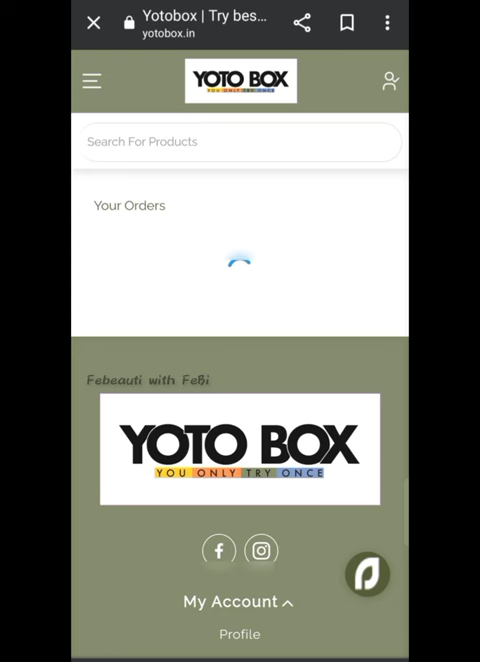 Yotobox | Try bes...
yotobox.in
YOTO BOX
YOU ONLY TRY ONCE
Search For Products
Your Orders
Febeauti with FeBi
YOTO BOX
YOU ONLY TRY ONCE
My Account
Profile